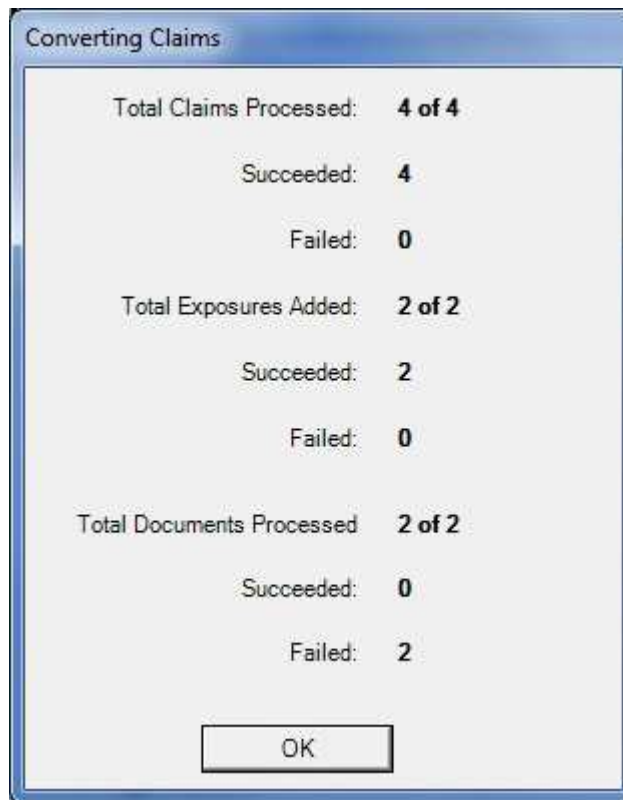 Converting Claims
Total Claims Processed: 4 of 4
Succeeded: 4
Failed: 0
Total Exposures Added: 2 of 2
Succeeded: 2
Failed: 0
Total Documents Processed 2 of 2
Succeeded: 0
Failed: 2
OK